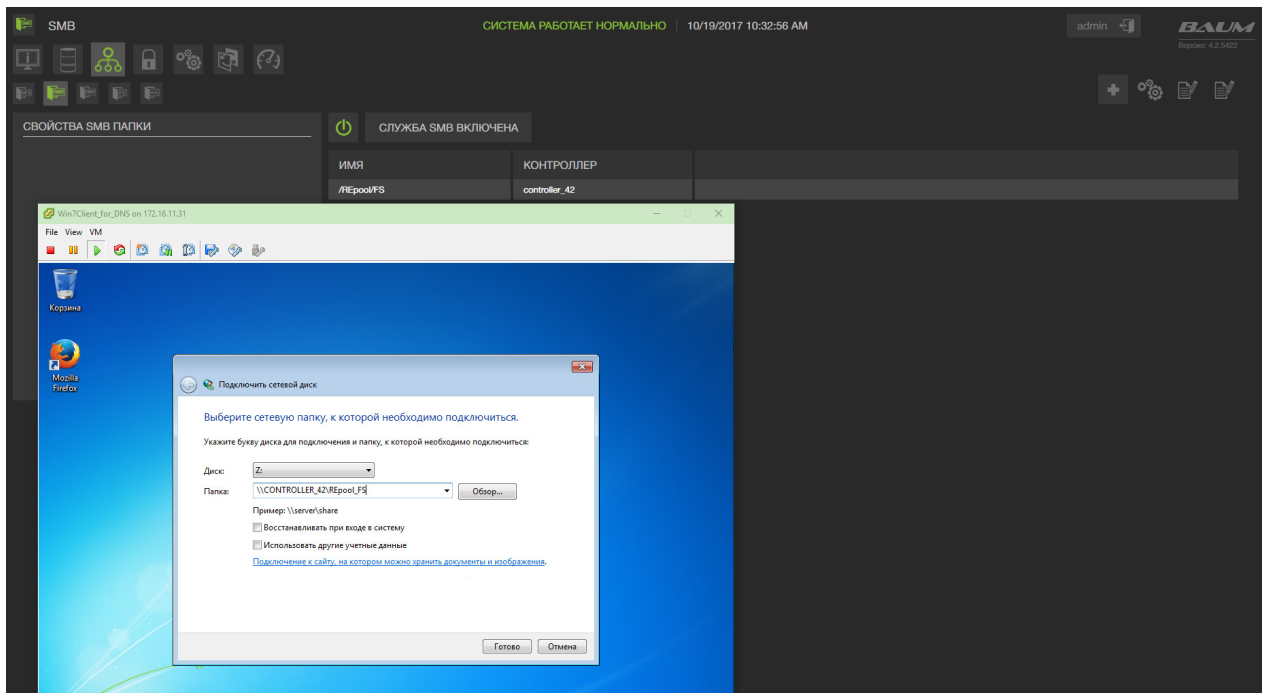 SMB
СИСТЕМА РАБОТАЕТ НОРМАЛЬНО
10/19/2017 10:32:56 AM
admin
BAUM
Версия: 4.2.5422
СВОЙСТВА SMB ПАПКИ
СЛУЖБА SMB ВКЛЮЧЕНА
ИМЯ
КОНТРОЛЛЕР
/REpool/FS
controller_42
Win7Client_for_DNS on 172.16.11.31
File View VM
Корзина
Mozilla
Firefox
Подключить сетевой диск
Выберите сетевую папку, к которой необходимо подключиться.
Укажите букву диска для подключения и папку, к которой необходимо подключиться:
Диск:
Z:
Папка:
\\CONTROLLER_42\REpool_FS
Обзор...
Пример: \\server\share
Восстанавливать при входе в систему
Использовать другие учетные данные
Подключение к сайту, на котором можно хранить документы и изображения.
Готово
Отмена